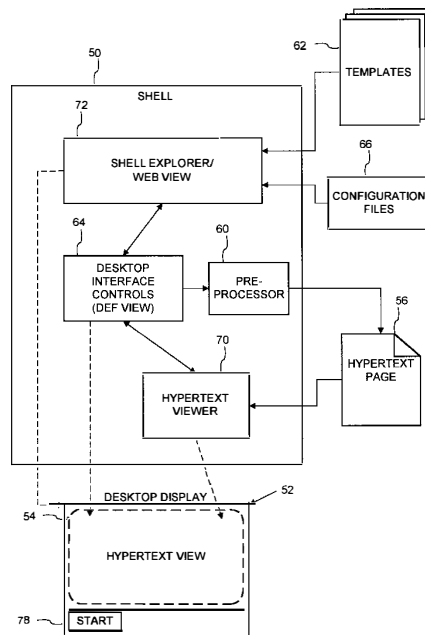 50
62
TEMPLATES
SHELL
72
SHELL EXPLORER/
WEB VIEW
66
CONFIGURATION
FILES
64
DESKTOP
INTERFACE
CONTROLS
(DEF VIEW)
60
PRE-
PROCESSOR
56
HYPERTEXT
PAGE
70
HYPERTEXT
VIEWER
DESKTOP DISPLAY
52
54
HYPERTEXT VIEW
78
START